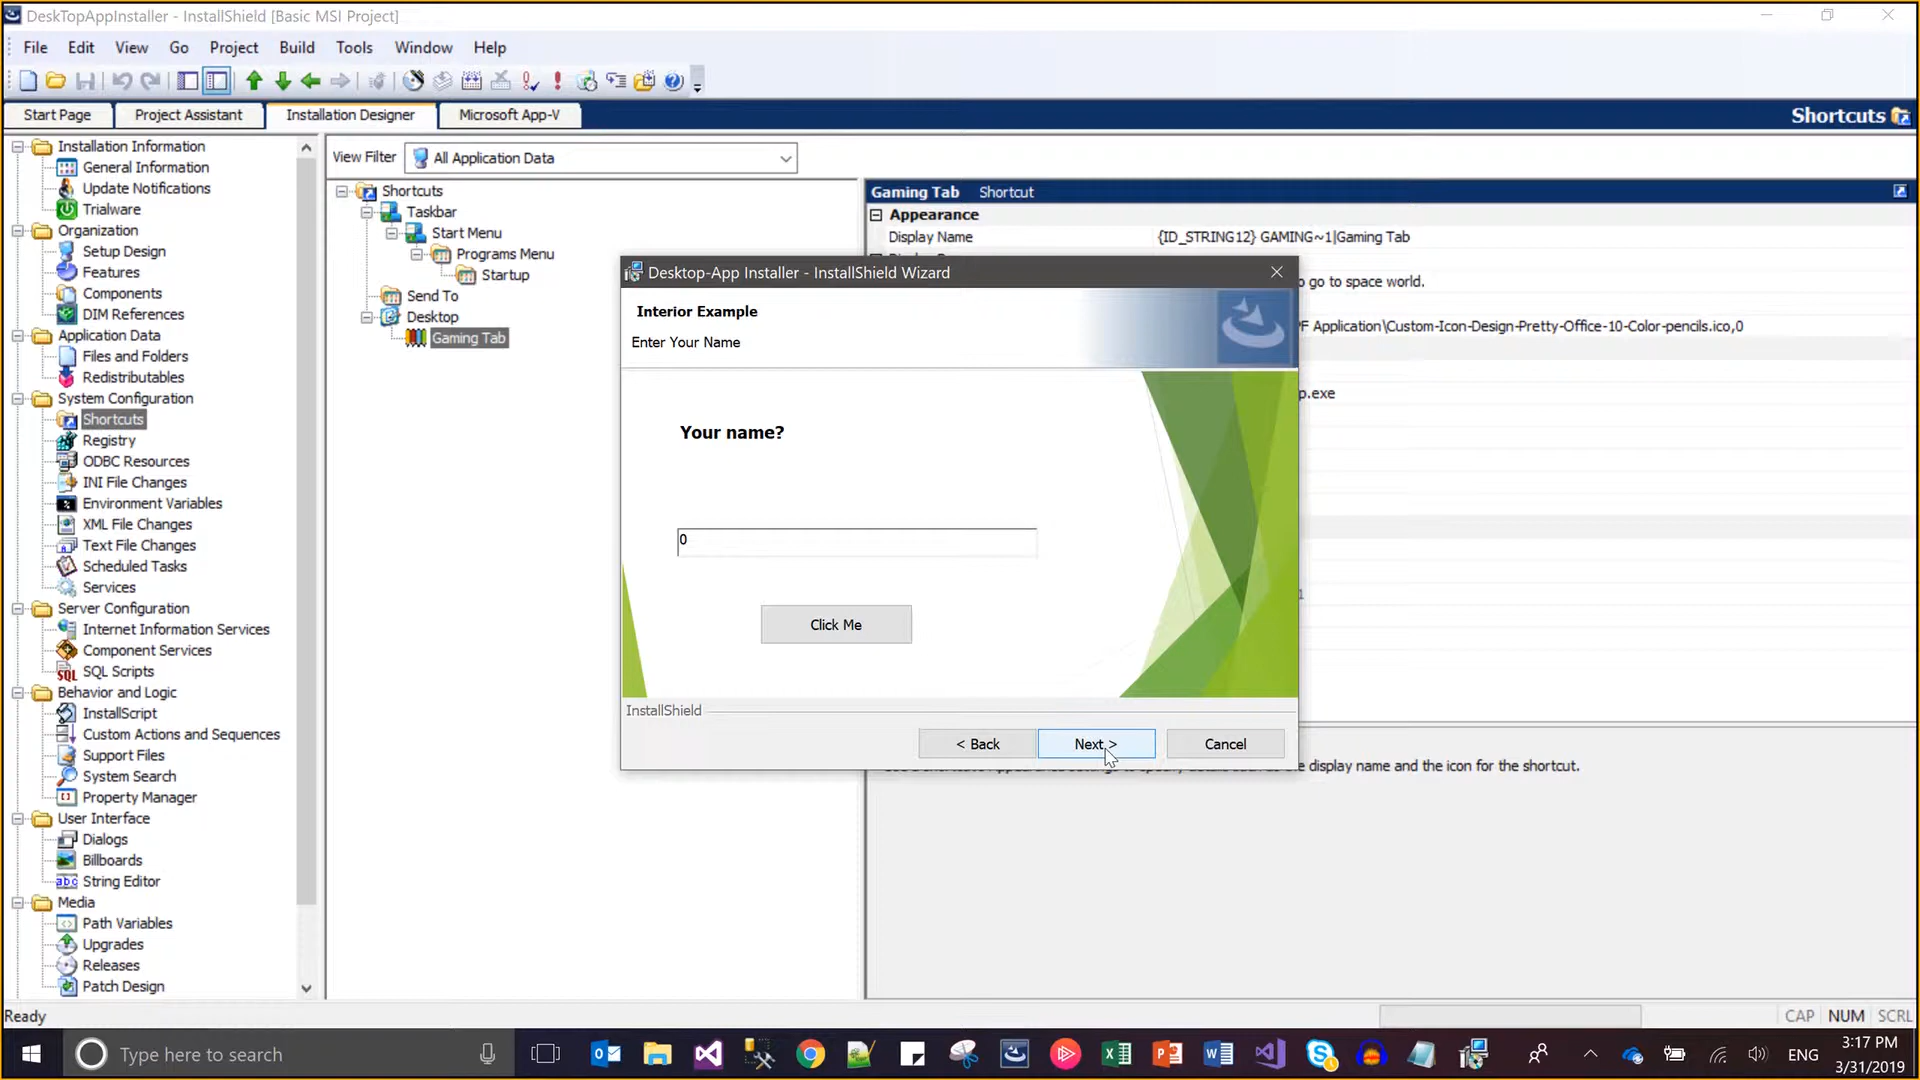 DeskTopAppInstaller - InstallShield [Basic MSI Project]
File Edit View Go Project Build Tools Window Help
Start Page Project Assistant Installation Designer Microsoft App-V Shortcuts
Installation Information
General Information
Update Notifications
Trialware
Organization
Setup Design
Features
Components
DIM References
Application Data
Files and Folders
Redistributables
System Configuration
Shortcuts
Registry
ODBC Resources
INI File Changes
Environment Variables
XML File Changes
Text File Changes
Scheduled Tasks
Services
Server Configuration
Internet Information Services
Component Services
SQL Scripts
Behavior and Logic
InstallScript
Custom Actions and Sequences
Support Files
System Search
Property Manager
User Interface
Dialogs
Billboards
String Editor
Media
Path Variables
Upgrades
Releases
Patch Design
View Filter All Application Data
Shortcuts
Taskbar
Start Menu
Programs Menu
Startup
Send To
Desktop
Gaming Tab
Gaming Tab Shortcut
Appearance
Display Name {ID_STRING12} GAMING~1|Gaming Tab
o go to space world.
F Application\Custom-Icon-Design-Pretty-Office-10-Color-pencils.ico,0
p.exe
e display name and the icon for the shortcut.
Desktop-App Installer - InstallShield Wizard
Interior Example
Enter Your Name
Your name?
0
Click Me
InstallShield
< Back Next > Cancel
Ready
CAP NUM SCRL
Type here to search
ENG
3:17 PM
3/31/2019